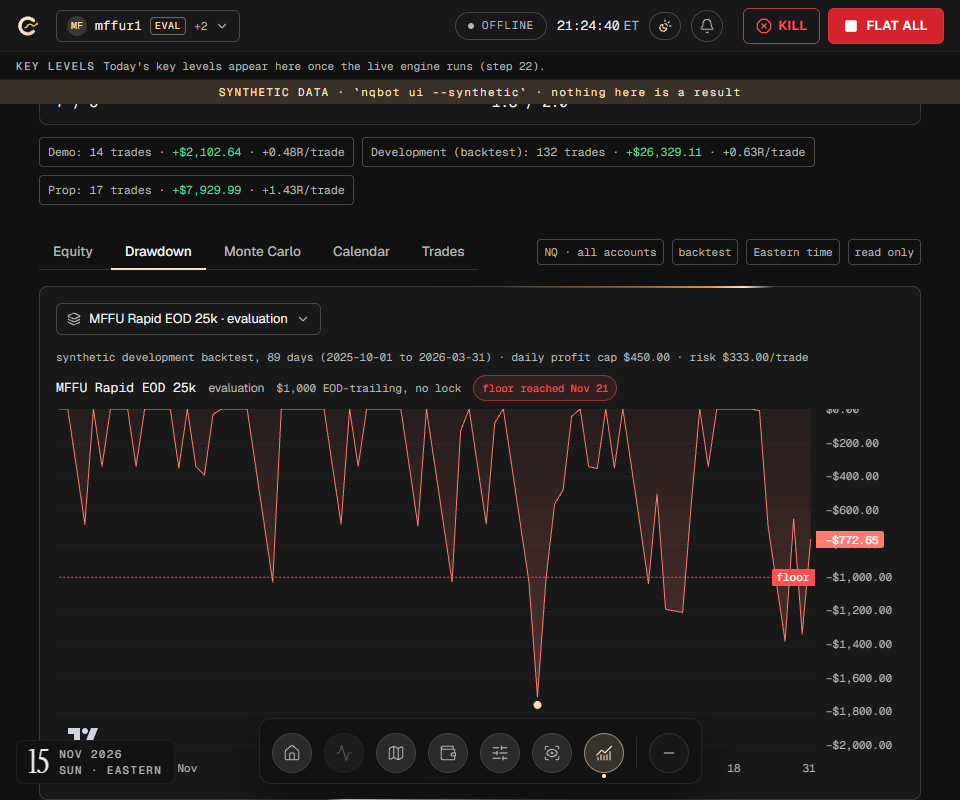 MF mffur1 EVAL +2
OFFLINE
21:24:40 ET
KILL
FLAT ALL
KEY LEVELS Today's key levels appear here once the live engine runs (step 22).
SYNTHETIC DATA · `nqbot ui --synthetic` · nothing here is a result
Demo: 14 trades · +$2,102.64 · +0.48R/trade
Development (backtest): 132 trades · +$26,329.11 · +0.63R/trade
Prop: 17 trades · +$7,929.99 · +1.43R/trade
Equity
Drawdown
Monte Carlo
Calendar
Trades
NQ · all accounts
backtest
Eastern time
read only
MFFU Rapid EOD 25k · evaluation
synthetic development backtest, 89 days (2025-10-01 to 2026-03-31) · daily profit cap $450.00 · risk $333.00/trade
MFFU Rapid EOD 25k evaluation $1,000 EOD-trailing, no lock floor reached Nov 21
$0.00
−$200.00
−$400.00
−$600.00
−$772.65
floor
−$1,000.00
−$1,200.00
−$1,400.00
−$1,600.00
−$1,800.00
−$2,000.00
15 NOV 2026
SUN · EASTERN
Nov
18
31